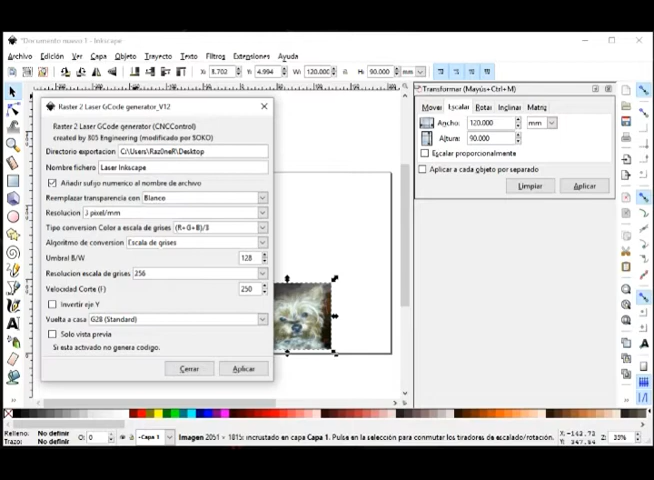 *Documento nuevo 1 - Inkscape
Archivo Edición Ver Capa Objeto Trayecto Texto Filtros Extensiones Ayuda
X: 8.702 Y: 4.994 W: 120.000 H: 90.000 mm
Raster 2 Laser GCode generator_V12
Raster 2 Laser GCode generator (CNCControl)
created by 305 Engineering (modificado por SOKO)
Directorio exportacion C:\Users\Raz0neR\Desktop
Nombre fichero Laser Inkscape
Añadir sufijo numerico al nombre de archivo
Reemplazar transparencia con Blanco
Resolucion 3 pixel/mm
Tipo conversion Color a escala de grises (R+G+B)/3
Algoritmo de conversion Escala de grises
Umbral B/W 128
Resolucion escala de grises 256
Velocidad Corte (F) 250
Invertir eje Y
Vuelta a casa G28 (Standard)
Solo vista previa
Si esta activado no genera codigo.
Cerrar Aplicar
Transformar (Mayús+Ctrl+M)
Mover Escalar Rotar Inclinar Matriz
Ancho: 120.000 mm
Altura: 90.000
Escalar proporcionalmente
Aplicar a cada objeto por separado
Limpiar Aplicar
Relleno: No definir
Trazo: No definir
O: 0
-Capa 1
Imagen 2051 × 1815: incrustado en capa Capa 1. Pulse en la selección para conmutar los tiradores de escalado/rotación.
X: -142.72
Y: 347.84
Z: 35%